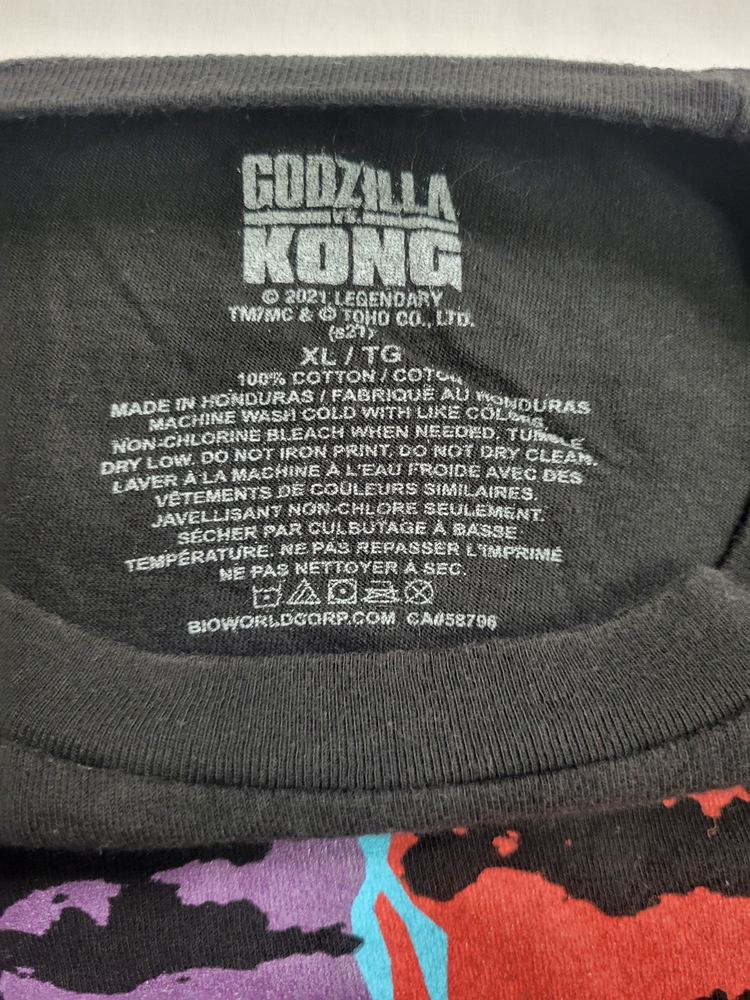 GODZILLA
VS.
KONG
© 2021 LEGENDARY
TM/MC & © TOHO CO., LTD.
(s21)
XL / TG
100% COTTON / COTON
MADE IN HONDURAS / FABRIQUÉ AU HONDURAS
MACHINE WASH COLD WITH LIKE COLORS.
NON-CHLORINE BLEACH WHEN NEEDED. TUMBLE
DRY LOW. DO NOT IRON PRINT. DO NOT DRY CLEAN.
LAVER À LA MACHINE À L'EAU FROIDE AVEC DES
VÊTEMENTS DE COULEURS SIMILAIRES.
JAVELLISANT NON-CHLORE SEULEMENT.
SÉCHER PAR CULBUTAGE À BASSE
TEMPÉRATURE. NE PAS REPASSER L'IMPRIMÉ
NE PAS NETTOYER À SEC.
BIOWORLDCORP.COM CA#58796